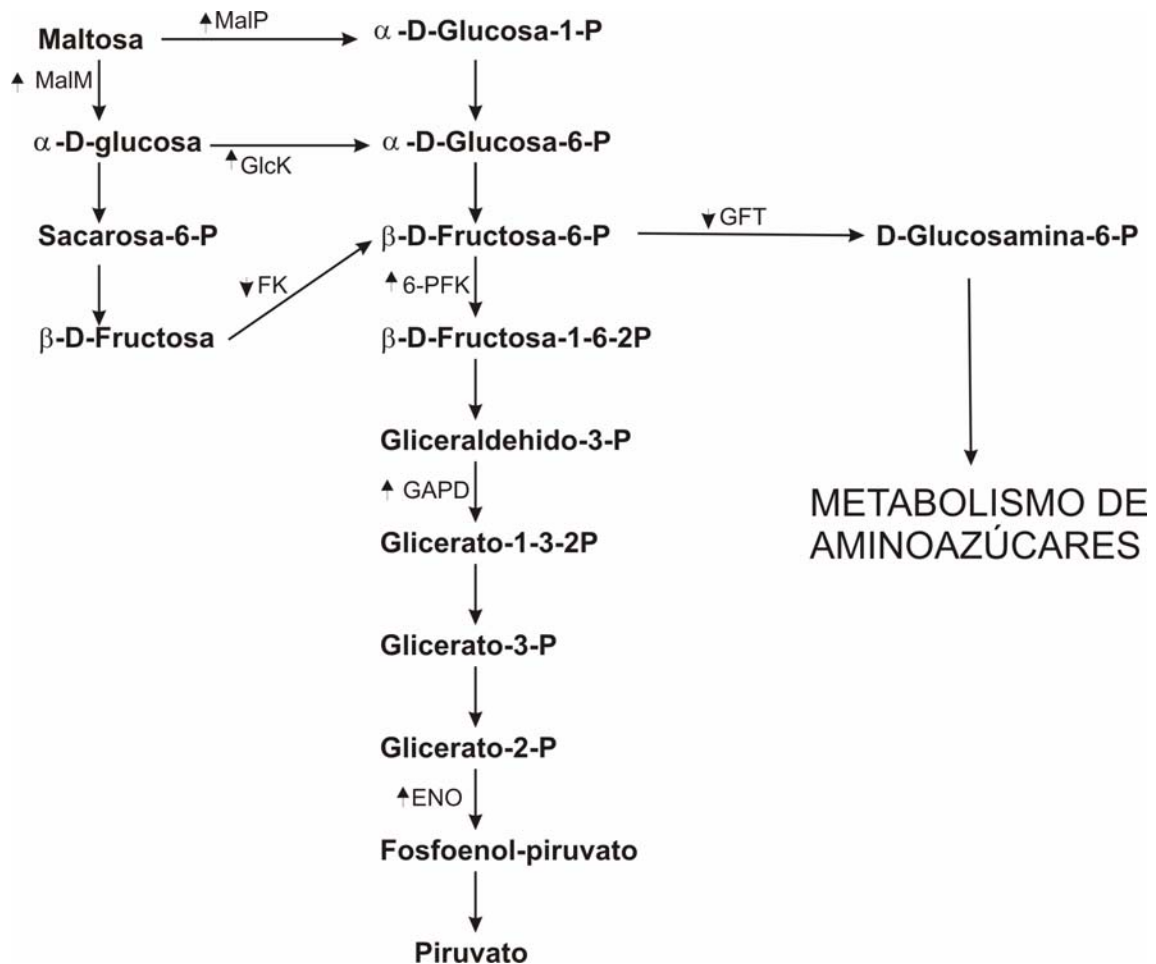 ↑MalP
Maltosa
α-D-Glucosa-1-P
↑ MalM
α-D-glucosa
α-D-Glucosa-6-P
↑GlcK
Sacarosa-6-P
β-D-Fructosa-6-P
↓GFT
D-Glucosamina-6-P
↓FK
↑6-PFK
β-D-Fructosa
β-D-Fructosa-1-6-2P
Gliceraldehido-3-P
↑ GAPD
METABOLISMO DE
AMINOAZÚCARES
Glicerato-1-3-2P
Glicerato-3-P
Glicerato-2-P
↑ENO
Fosfoenol-piruvato
Piruvato